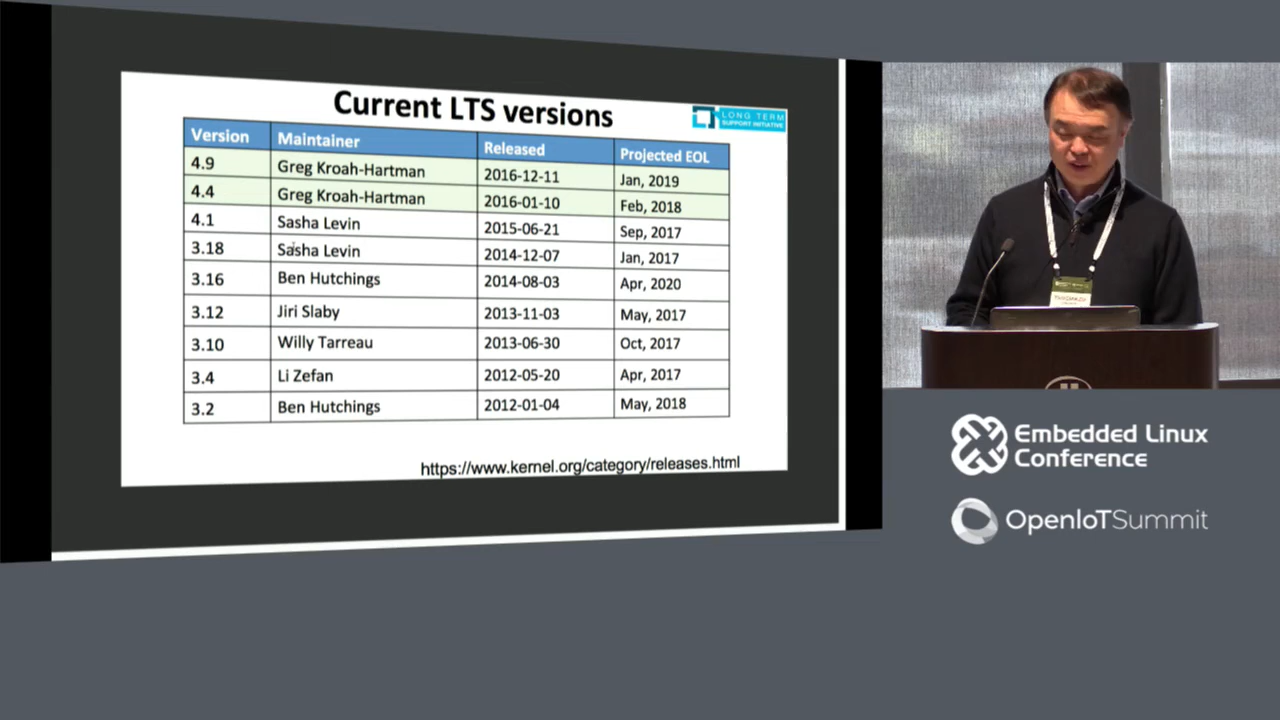 Current LTS versions
LONG TERM
SUPPORT INITIATIVE
Version Maintainer Released Projected EOL
4.9 Greg Kroah-Hartman 2016-12-11 Jan, 2019
4.4 Greg Kroah-Hartman 2016-01-10 Feb, 2018
4.1 Sasha Levin 2015-06-21 Sep, 2017
3.18 Sasha Levin 2014-12-07 Jan, 2017
3.16 Ben Hutchings 2014-08-03 Apr, 2020
3.12 Jiri Slaby 2013-11-03 May, 2017
3.10 Willy Tarreau 2013-06-30 Oct, 2017
3.4 Li Zefan 2012-05-20 Apr, 2017
3.2 Ben Hutchings 2012-01-04 May, 2018
https://www.kernel.org/category/releases.html
Embedded Linux
Conference
OpenIoTSummit